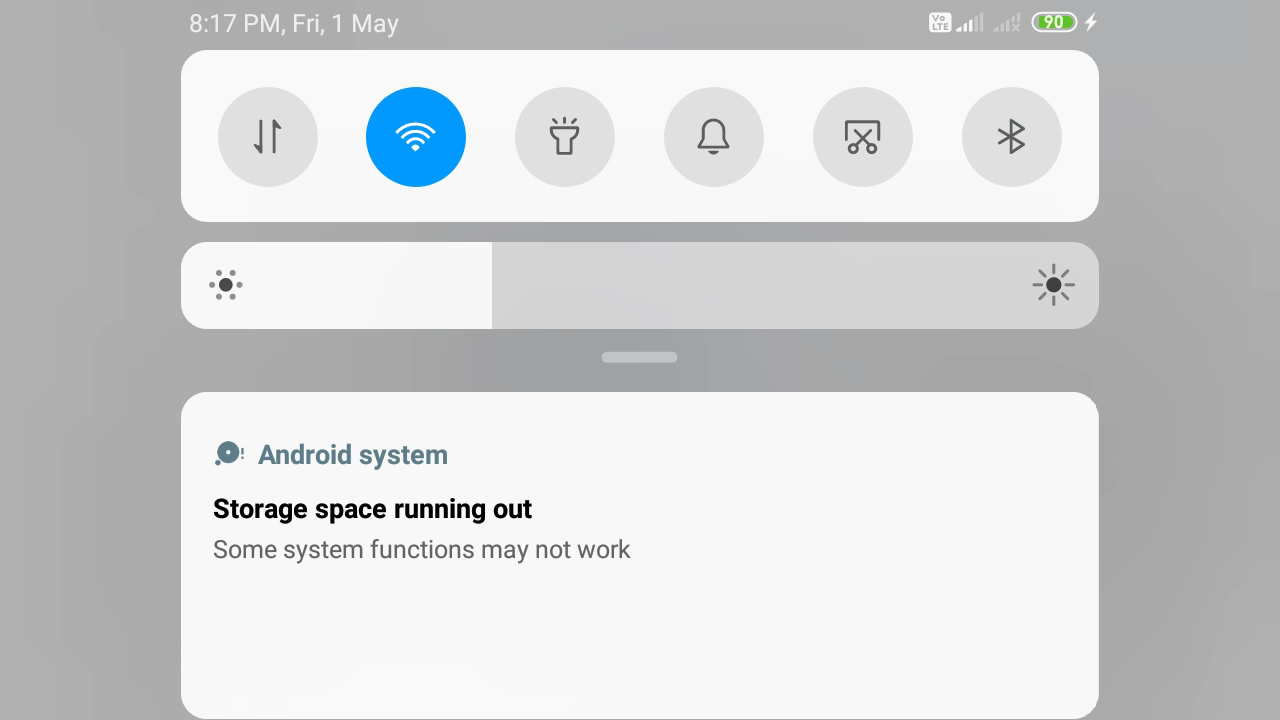 8:17 PM, Fri, 1 May
Vo
LTE
90
Android system
Storage space running out
Some system functions may not work